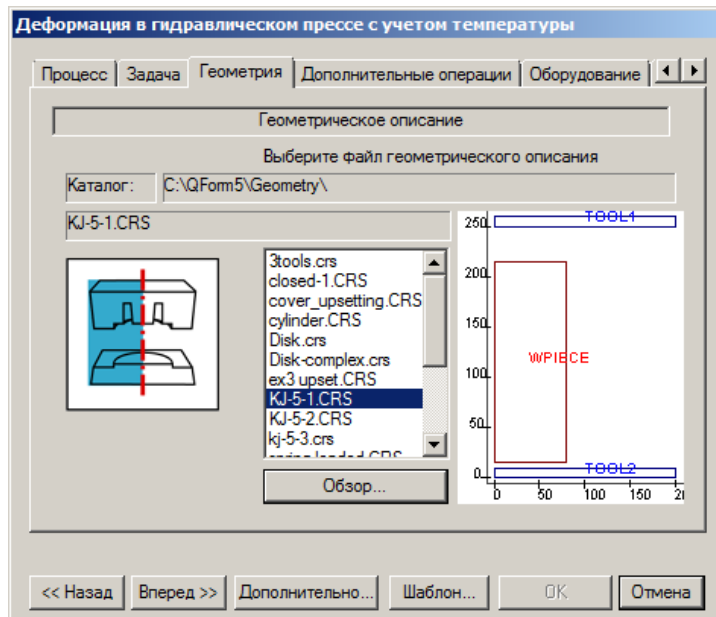 Деформация в гидравлическом прессе с учетом температуры
Процесс Задача Геометрия Дополнительные операции Оборудование
Геометрическое описание
Выберите файл геометрического описания
Каталог: C:\QForm5\Geometry\
KJ-5-1.CRS
3tools.crs
closed-1.CRS
cover_upsetting.CRS
cylinder.CRS
Disk.crs
Disk-complex.crs
ex3 upset.CRS
KJ-5-1.CRS
KJ-5-2.CRS
kj-5-3.crs
Обзор...
250 TOOL1
200
150
WPIECE
100
50
0 TOOL2
0 50 100 150
<< Назад Вперед >> Дополнительно... Шаблон... OK Отмена